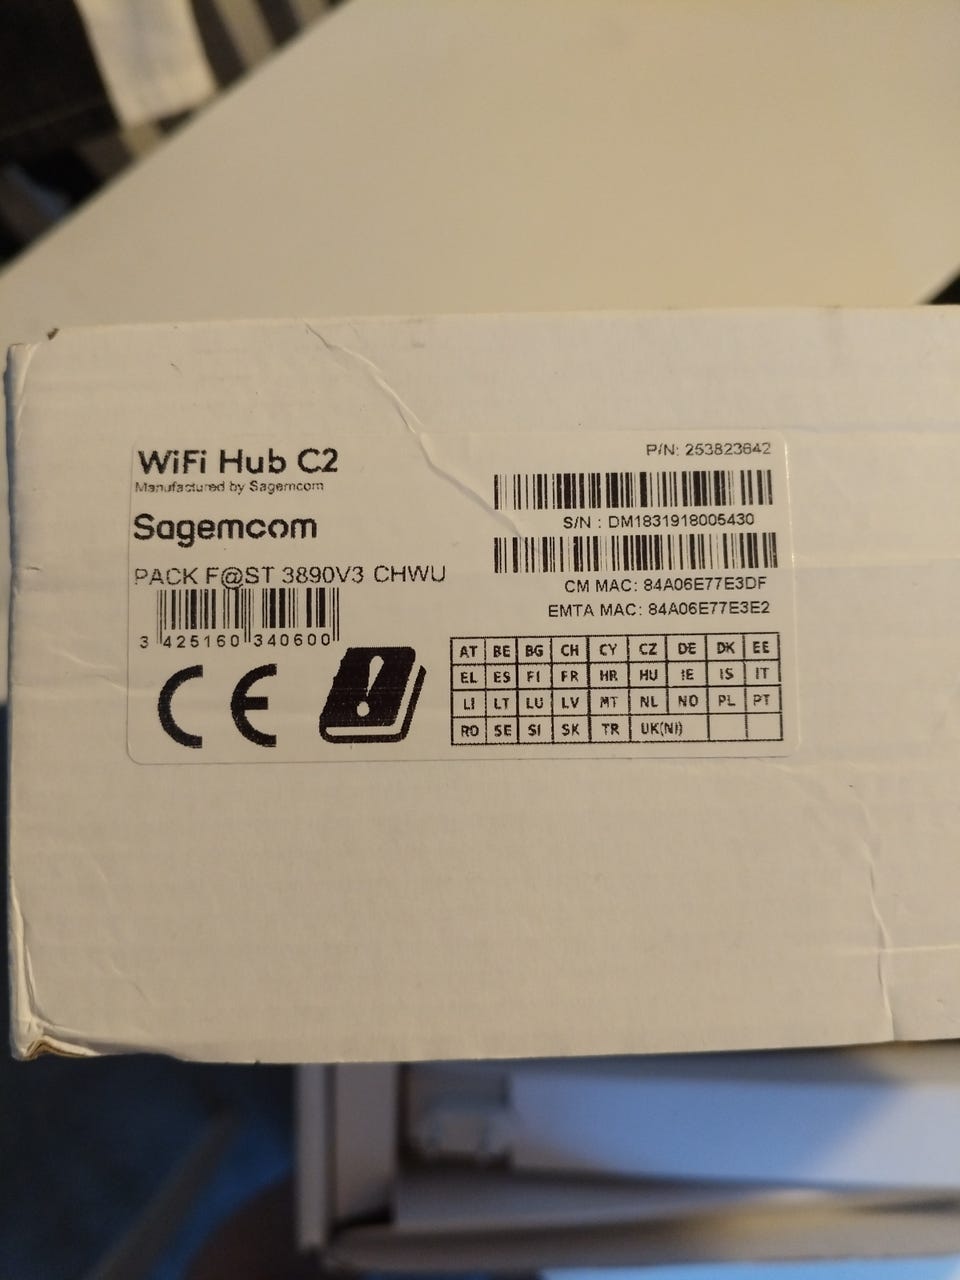 WiFi Hub C2
Manufactured by Sagemcom
Sagemcom
PACK F@ST 3890V3 CHWU
3 425160 340600
P/N: 253823642
S/N : DM1831918005430
CM MAC: 84A06E77E3DF
EMTA MAC: 84A06E77E3E2
CE
AT BE BG CH CY CZ DE DK EE
EL ES FI FR HR HU IE IS IT
LI LT LU LV MT NL NO PL PT
RO SE SI SK TR UK(NI)